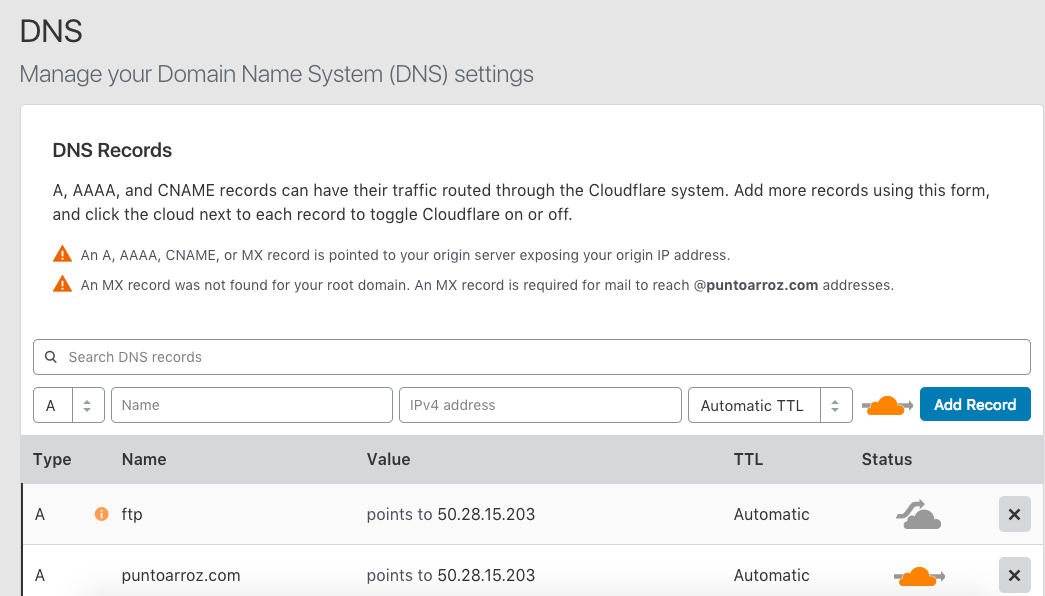 DNS
Manage your Domain Name System (DNS) settings
DNS Records
A, AAAA, and CNAME records can have their traffic routed through the Cloudflare system. Add more records using this form,
and click the cloud next to each record to toggle Cloudflare on or off.
An A, AAAA, CNAME, or MX record is pointed to your origin server exposing your origin IP address.
An MX record was not found for your root domain. An MX record is required for mail to reach @puntoarroz.com addresses.
Search DNS records
A Name IPv4 address Automatic TTL Add Record
Type Name Value TTL Status
A ftp points to 50.28.15.203 Automatic
A puntoarroz.com points to 50.28.15.203 Automatic